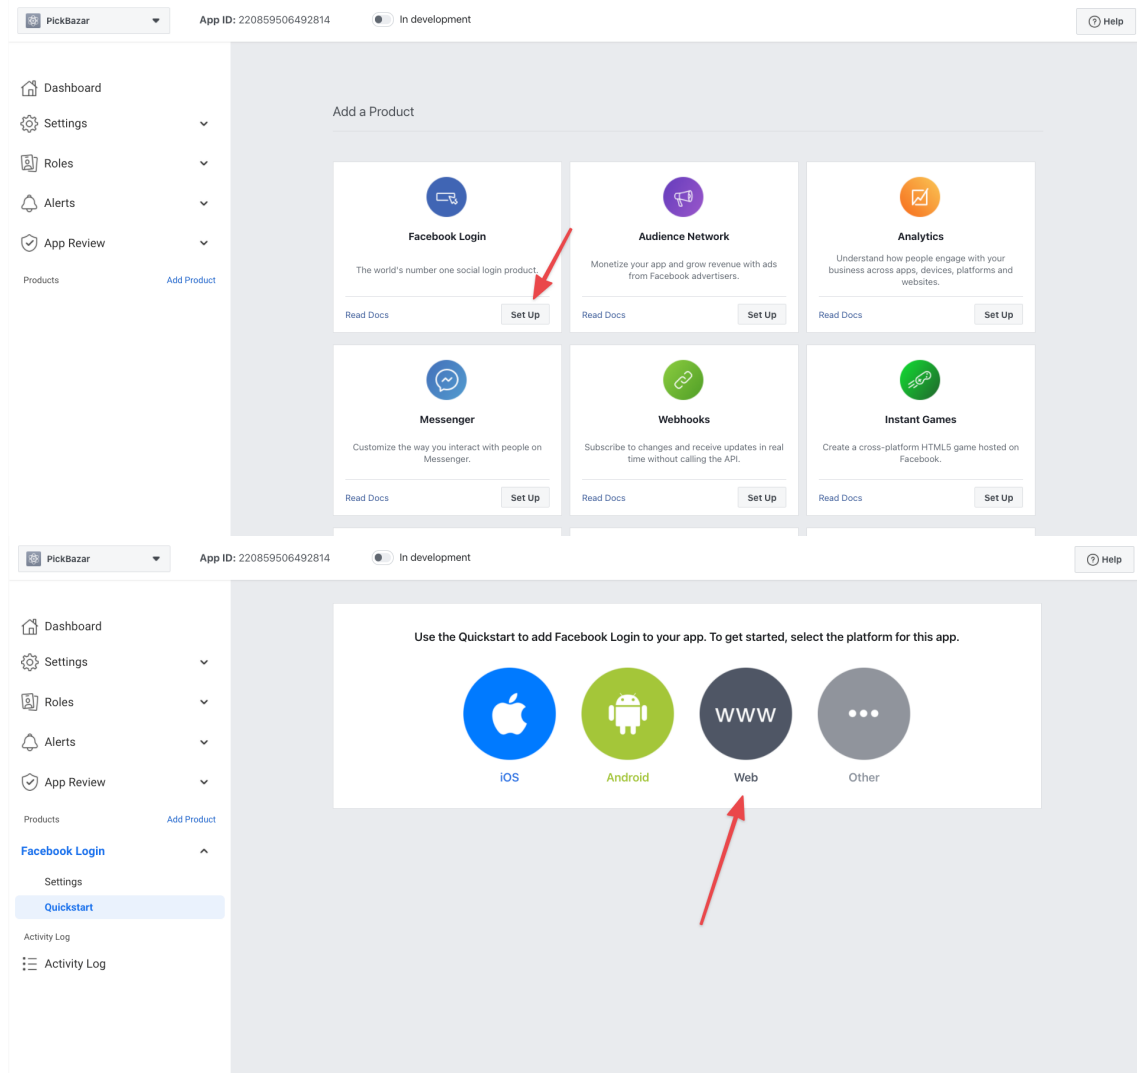 PickBazar
App ID: 220859506492814
In development
Help
Dashboard
Settings
Roles
Alerts
App Review
Products
Add Product
Add a Product
Facebook Login
The world's number one social login product.
Read Docs
Set Up
Audience Network
Monetize your app and grow revenue with ads
from Facebook advertisers.
Read Docs
Set Up
Analytics
Understand how people engage with your
business across apps, devices, platforms and
websites.
Read Docs
Set Up
Messenger
Customize the way you interact with people on
Messenger.
Read Docs
Set Up
Webhooks
Subscribe to changes and receive updates in real
time without calling the API.
Read Docs
Set Up
Instant Games
Create a cross-platform HTML5 game hosted on
Facebook.
Read Docs
Set Up
PickBazar
App ID: 220859506492814
In development
Help
Dashboard
Settings
Roles
Alerts
App Review
Products
Add Product
Facebook Login
Settings
Quickstart
Activity Log
Activity Log
Use the Quickstart to add Facebook Login to your app. To get started, select the platform for this app.
www
iOS
Android
Web
Other